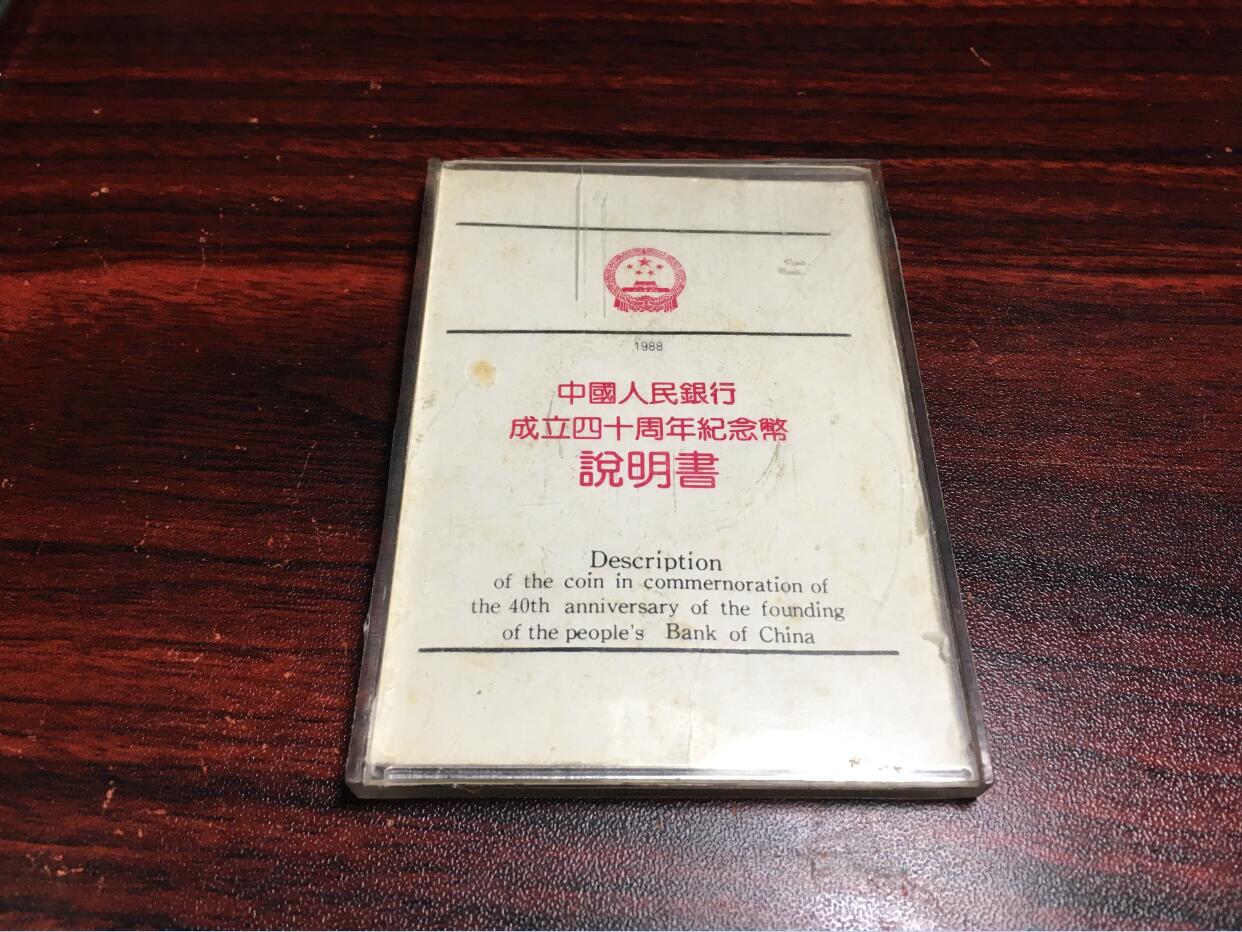 1988
中國人民銀行
成立四十周年紀念幣
說明書
Description
of the coin in commernoration of
the 40th anniversary of the founding
of the people's Bank of China